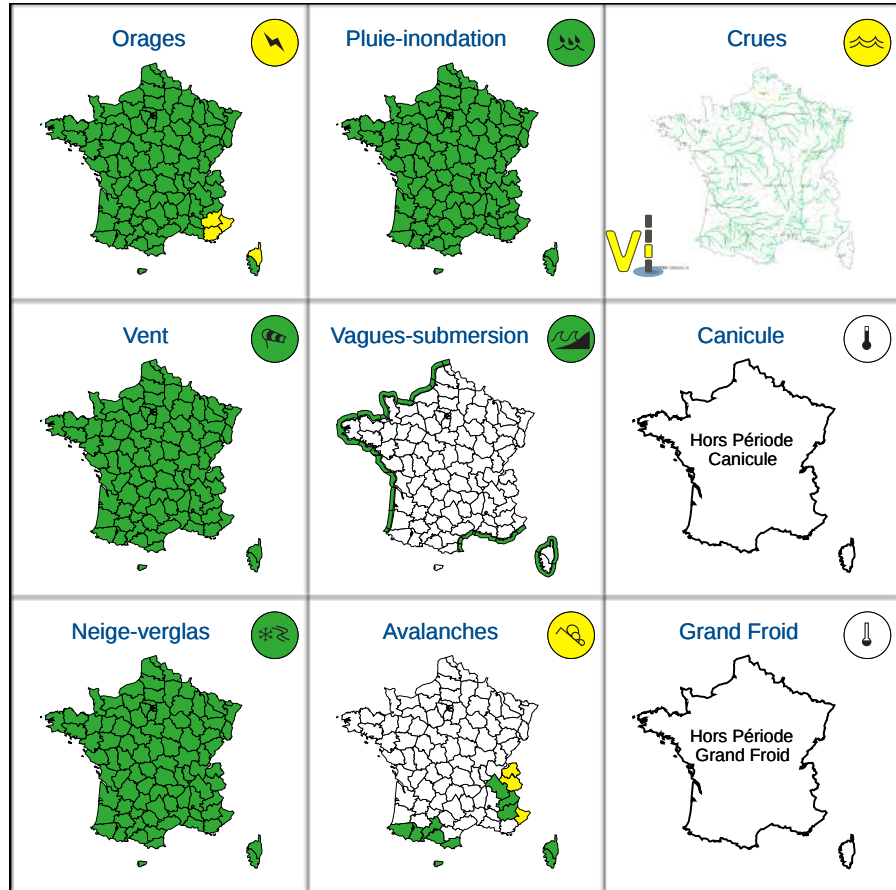 Orages
Pluie-inondation
Crues
Vi
Vent
Vagues-submersion
Canicule
Hors Période
Canicule
Neige-verglas
Avalanches
Grand Froid
Hors Période
Grand Froid